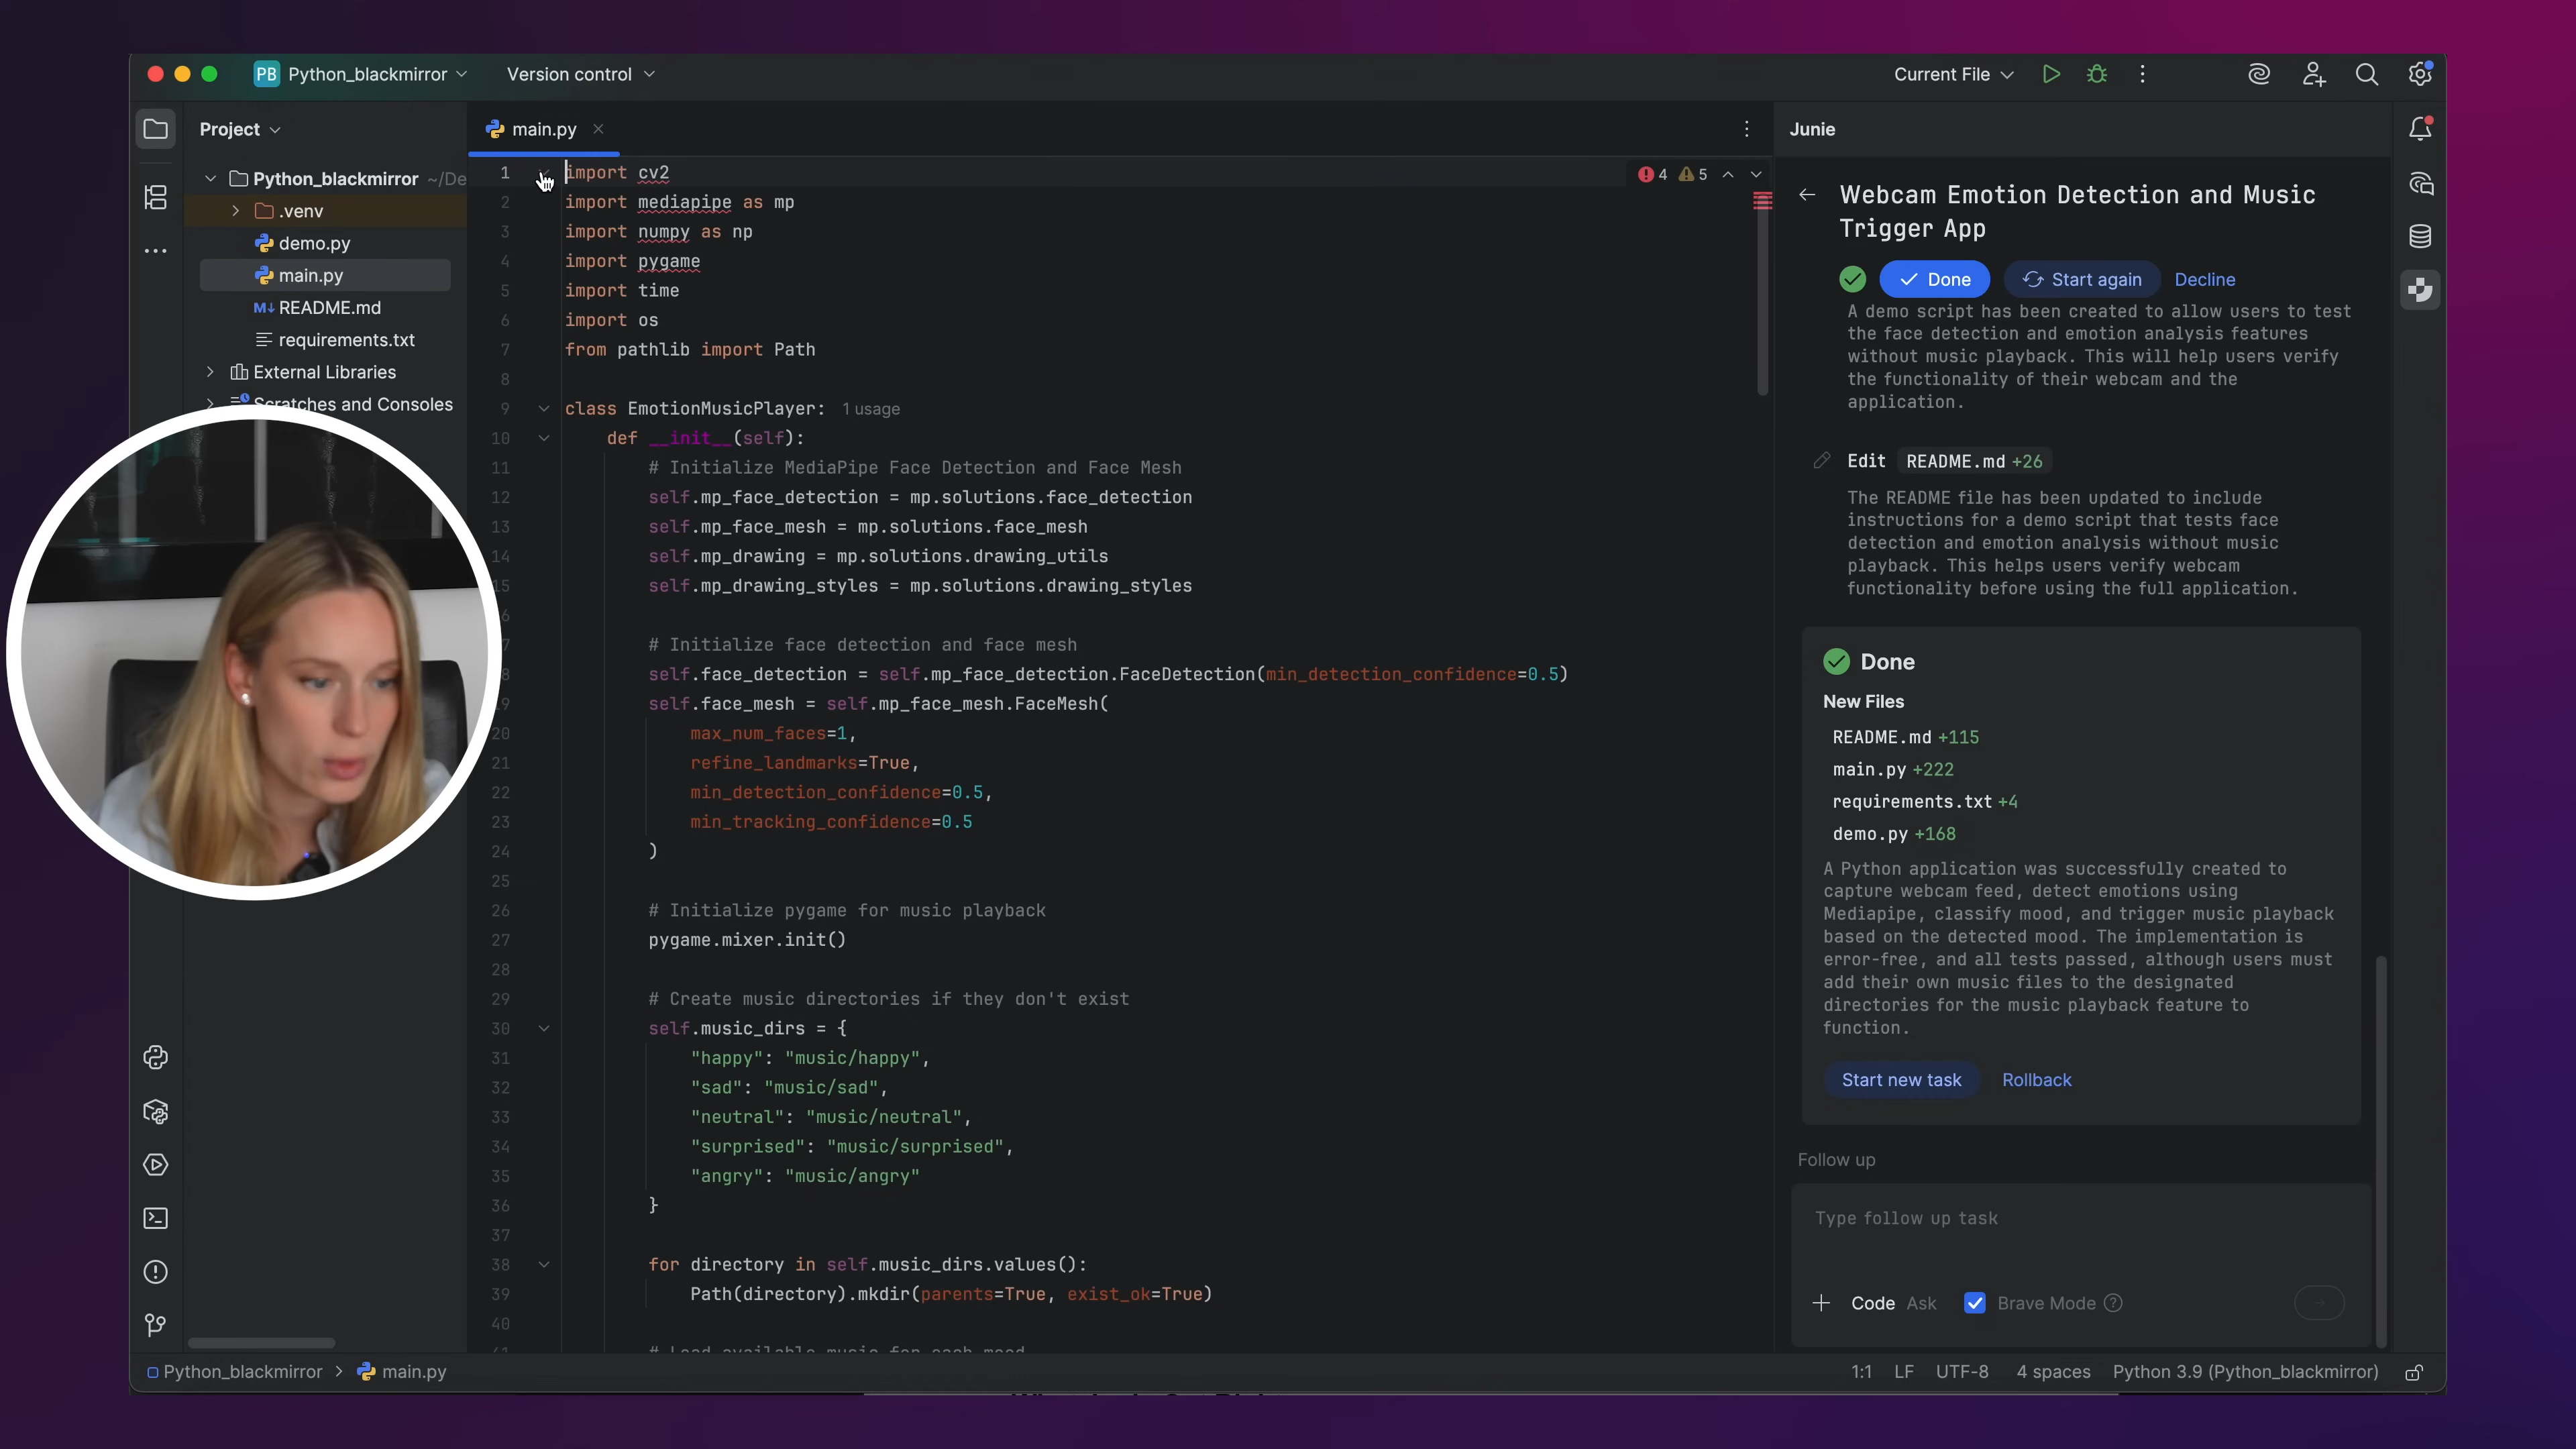 PB Python_blackmirror
Version control
Current File
Project
Python_blackmirror ~/De
.venv
demo.py
main.py
M↓ README.md
requirements.txt
External Libraries
Scratches and Consoles
main.py
4 5
1 import cv2
2 import mediapipe as mp
3 import numpy as np
4 import pygame
5 import time
6 import os
7 from pathlib import Path
8
9 class EmotionMusicPlayer: 1 usage
10 def __init__(self):
11 # Initialize MediaPipe Face Detection and Face Mesh
12 self.mp_face_detection = mp.solutions.face_detection
13 self.mp_face_mesh = mp.solutions.face_mesh
14 self.mp_drawing = mp.solutions.drawing_utils
15 self.mp_drawing_styles = mp.solutions.drawing_styles
6
7 # Initialize face detection and face mesh
8 self.face_detection = self.mp_face_detection.FaceDetection(min_detection_confidence=0.5)
19 self.face_mesh = self.mp_face_mesh.FaceMesh(
20 max_num_faces=1,
21 refine_landmarks=True,
22 min_detection_confidence=0.5,
23 min_tracking_confidence=0.5
24 )
25
26 # Initialize pygame for music playback
27 pygame.mixer.init()
28
29 # Create music directories if they don't exist
30 self.music_dirs = {
31 "happy": "music/happy",
32 "sad": "music/sad",
33 "neutral": "music/neutral",
34 "surprised": "music/surprised",
35 "angry": "music/angry"
36 }
37
38 for directory in self.music_dirs.values():
39 Path(directory).mkdir(parents=True, exist_ok=True)
40
41 # Load available music for each mood
Junie
Webcam Emotion Detection and Music
Trigger App
Done Start again Decline
A demo script has been created to allow users to test
the face detection and emotion analysis features
without music playback. This will help users verify
the functionality of their webcam and the
application.
Edit README.md +26
The README file has been updated to include
instructions for a demo script that tests face
detection and emotion analysis without music
playback. This helps users verify webcam
functionality before using the full application.
Done
New Files
README.md +115
main.py +222
requirements.txt +4
demo.py +168
A Python application was successfully created to
capture webcam feed, detect emotions using
Mediapipe, classify mood, and trigger music playback
based on the detected mood. The implementation is
error-free, and all tests passed, although users must
add their own music files to the designated
directories for the music playback feature to
function.
Start new task Rollback
Follow up
Type follow up task
Code Ask Brave Mode ?
Python_blackmirror > main.py
1:1 LF UTF-8 4 spaces Python 3.9 (Python_blackmirror)